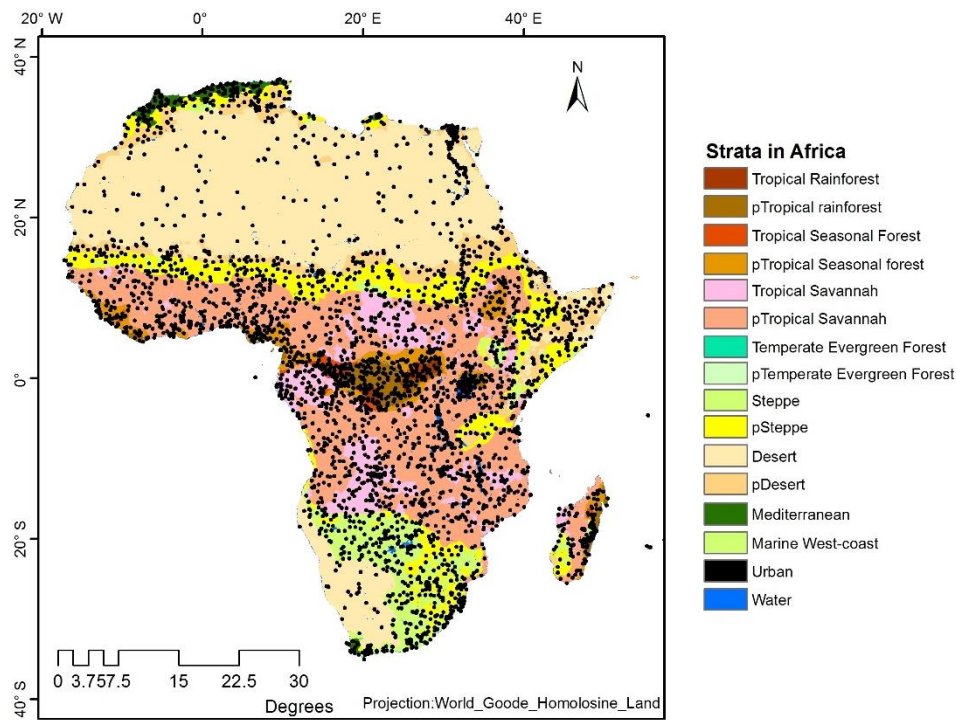 20° W 0° 20° E 40° E
40° N
20° N
0°
20° S
40° S
N
0 3.757.5 15 22.5 30
Degrees
Projection:World_Goode_Homolosine_Land
Strata in Africa
Tropical Rainforest
pTropical rainforest
Tropical Seasonal Forest
pTropical Seasonal forest
Tropical Savannah
pTropical Savannah
Temperate Evergreen Forest
pTemperate Evergreen Forest
Steppe
pSteppe
Desert
pDesert
Mediterranean
Marine West-coast
Urban
Water